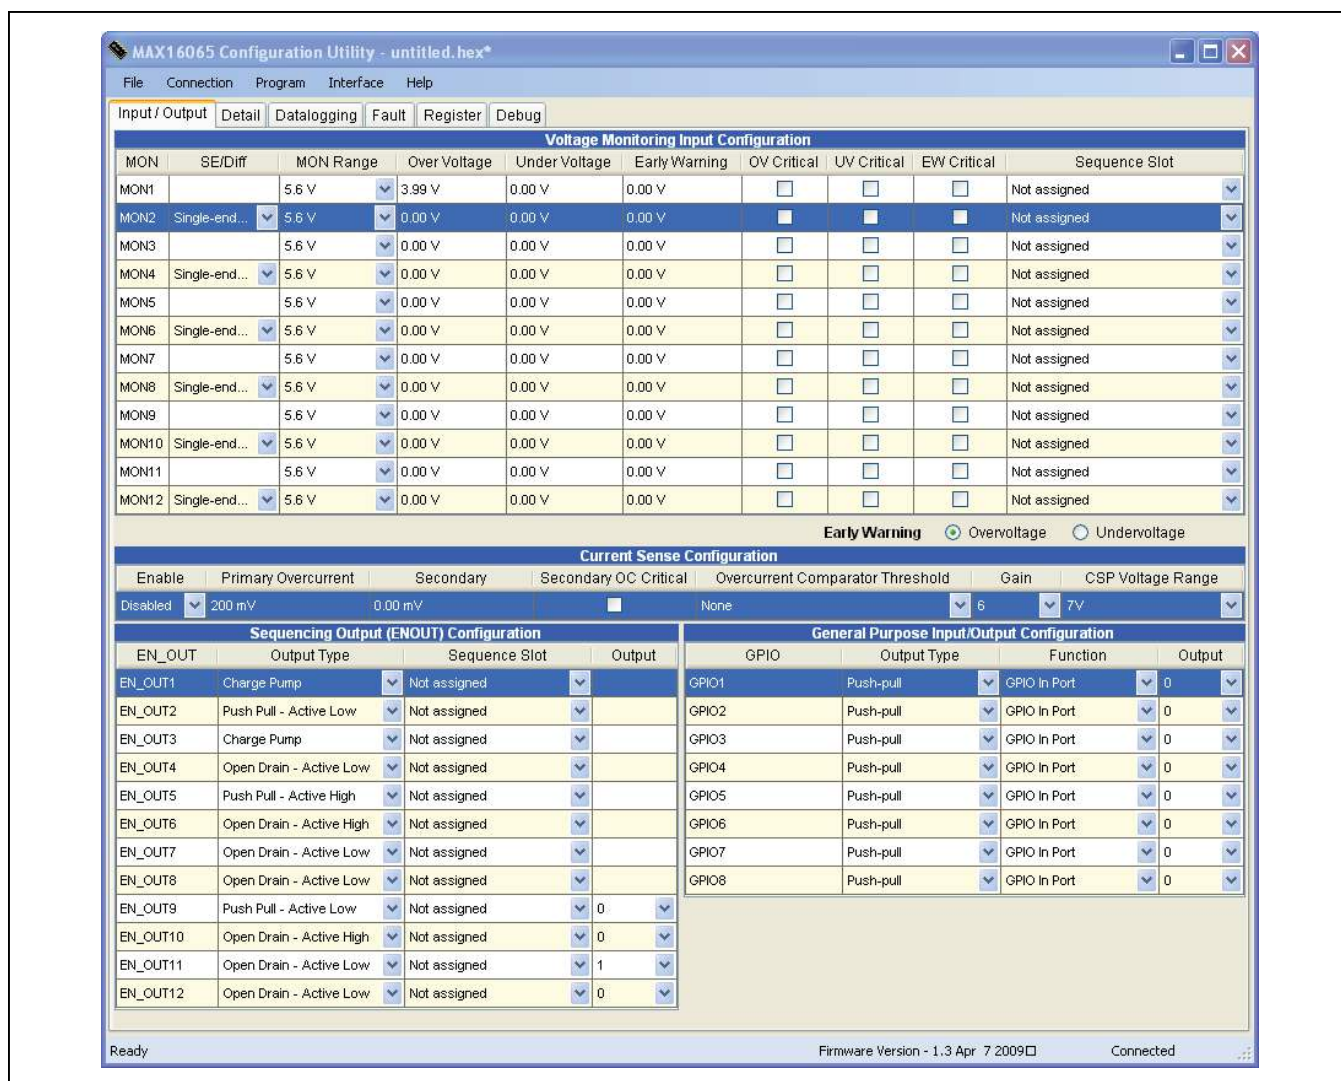 MAX16065 Configuration Utility - untitled.hex*
File Connection Program Interface Help
Input / Output Detail Datalogging Fault Register Debug
Voltage Monitoring Input Configuration
MON SE/Diff MON Range Over Voltage Under Voltage Early Warning OV Critical UV Critical EW Critical Sequence Slot
MON1 5.6 V 3.99 V 0.00 V 0.00 V Not assigned
MON2 Single-end... 5.6 V 0.00 V 0.00 V 0.00 V Not assigned
MON3 5.6 V 0.00 V 0.00 V 0.00 V Not assigned
MON4 Single-end... 5.6 V 0.00 V 0.00 V 0.00 V Not assigned
MON5 5.6 V 0.00 V 0.00 V 0.00 V Not assigned
MON6 Single-end... 5.6 V 0.00 V 0.00 V 0.00 V Not assigned
MON7 5.6 V 0.00 V 0.00 V 0.00 V Not assigned
MON8 Single-end... 5.6 V 0.00 V 0.00 V 0.00 V Not assigned
MON9 5.6 V 0.00 V 0.00 V 0.00 V Not assigned
MON10 Single-end... 5.6 V 0.00 V 0.00 V 0.00 V Not assigned
MON11 5.6 V 0.00 V 0.00 V 0.00 V Not assigned
MON12 Single-end... 5.6 V 0.00 V 0.00 V 0.00 V Not assigned
Early Warning Overvoltage Undervoltage
Current Sense Configuration
Enable Primary Overcurrent Secondary Secondary OC Critical Overcurrent Comparator Threshold Gain CSP Voltage Range
Disabled 200 mV 0.00 mV None 6 7V
Sequencing Output (ENOUT) Configuration
EN_OUT Output Type Sequence Slot Output
EN_OUT1 Charge Pump Not assigned
EN_OUT2 Push Pull - Active Low Not assigned
EN_OUT3 Charge Pump Not assigned
EN_OUT4 Open Drain - Active Low Not assigned
EN_OUT5 Push Pull - Active High Not assigned
EN_OUT6 Open Drain - Active High Not assigned
EN_OUT7 Open Drain - Active Low Not assigned
EN_OUT8 Open Drain - Active Low Not assigned
EN_OUT9 Push Pull - Active Low Not assigned 0
EN_OUT10 Open Drain - Active High Not assigned 0
EN_OUT11 Open Drain - Active Low Not assigned 1
EN_OUT12 Open Drain - Active Low Not assigned 0
General Purpose Input/Output Configuration
GPIO Output Type Function Output
GPIO1 Push-pull GPIO In Port 0
GPIO2 Push-pull GPIO In Port 0
GPIO3 Push-pull GPIO In Port 0
GPIO4 Push-pull GPIO In Port 0
GPIO5 Push-pull GPIO In Port 0
GPIO6 Push-pull GPIO In Port 0
GPIO7 Push-pull GPIO In Port 0
GPIO8 Push-pull GPIO In Port 0
Ready Firmware Version - 1.3 Apr 7 2009□ Connected